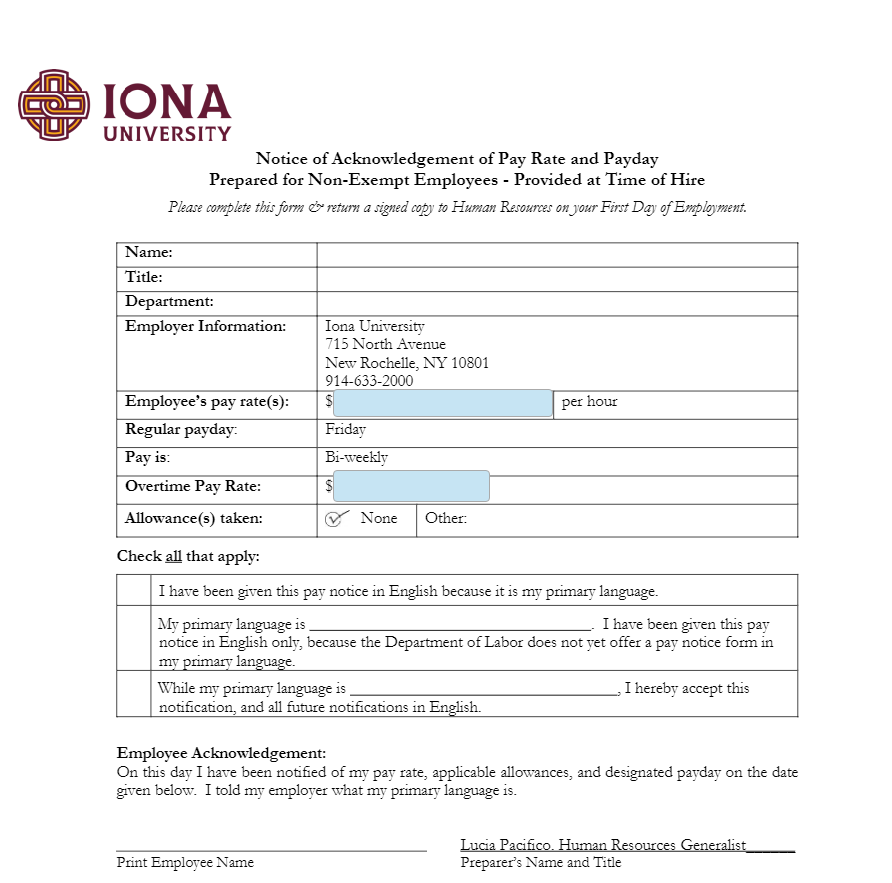 IONA
UNIVERSITY
Notice of Acknowledgement of Pay Rate and Payday
Prepared for Non-Exempt Employees - Provided at Time of Hire
Please complete this form & return a signed copy to Human Resources on your First Day of Employment.
Name:
Title:
Department:
Employer Information: Iona University
715 North Avenue
New Rochelle, NY 10801
914-633-2000
Employee's pay rate(s): $ per hour
Regular payday: Friday
Pay is: Bi-weekly
Overtime Pay Rate: $
Allowance(s) taken: None Other:
Check all that apply:
I have been given this pay notice in English because it is my primary language.
My primary language is ____________________. I have been given this pay
notice in English only, because the Department of Labor does not yet offer a pay notice form in
my primary language.
While my primary language is ____________________, I hereby accept this
notification, and all future notifications in English.
Employee Acknowledgement:
On this day I have been notified of my pay rate, applicable allowances, and designated payday on the date
given below. I told my employer what my primary language is.
Lucia Pacifico. Human Resources Generalist______
Print Employee Name Preparer's Name and Title